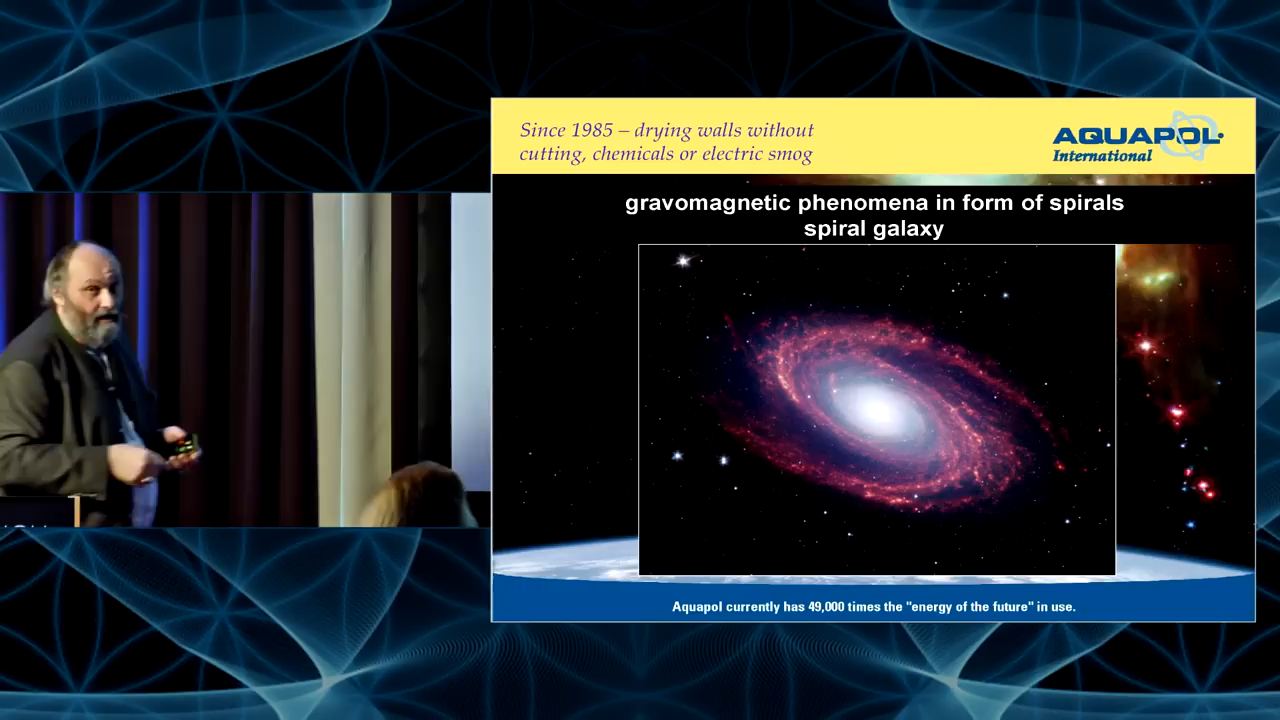 Since 1985 – drying walls without
cutting, chemicals or electric smog
AQUAPOL
International
gravomagnetic phenomena in form of spirals
spiral galaxy
Aquapol currently has 49,000 times the "energy of the future" in use.